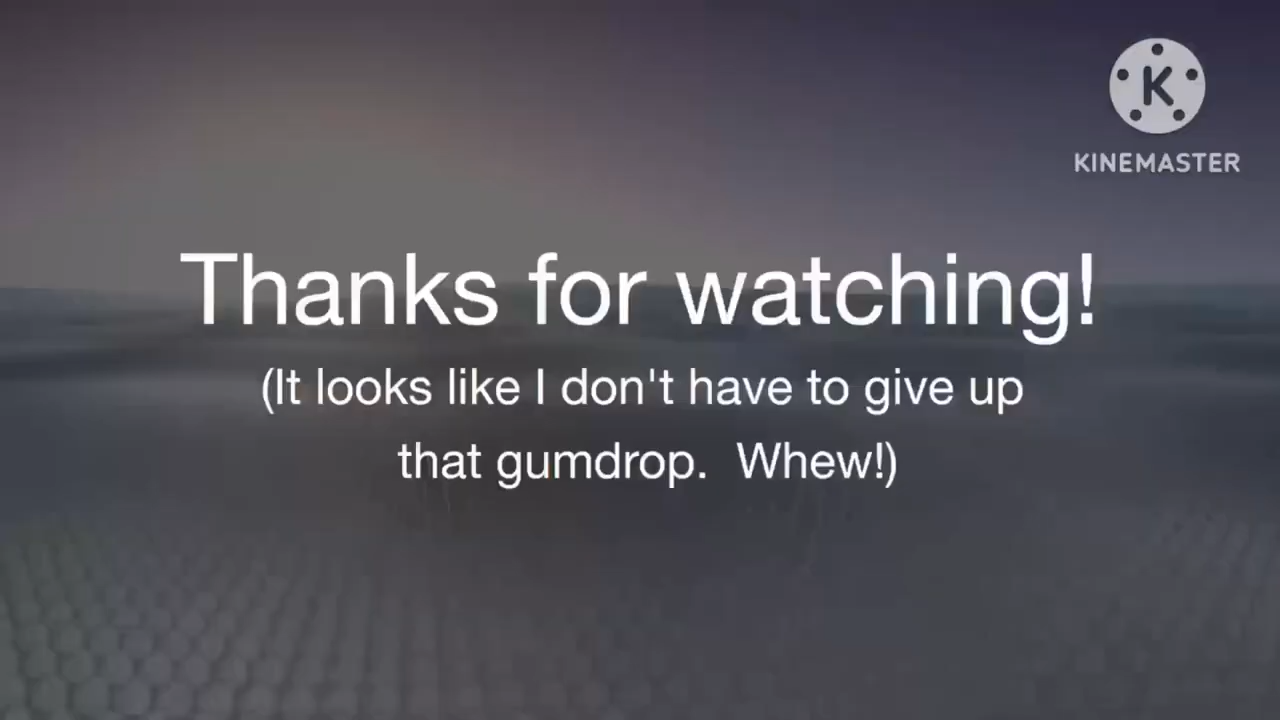 K
KINEMASTER
Thanks for watching!
(It looks like I don't have to give up
that gumdrop.  Whew!)